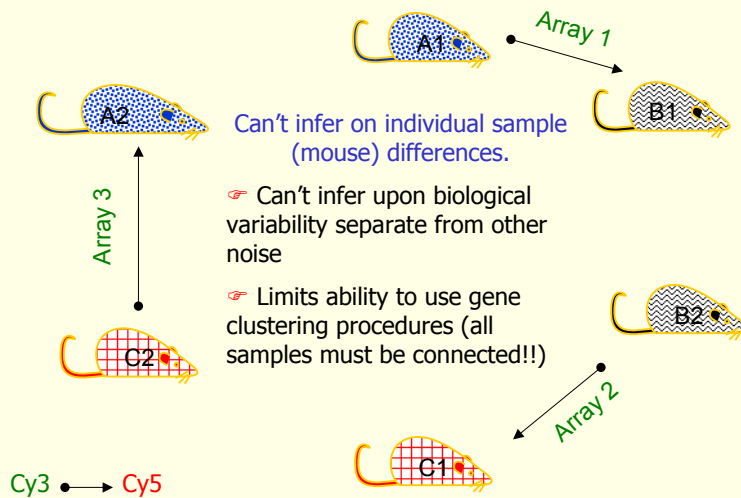 A1
Array 1
B1
A2
Can't infer on individual sample
(mouse) differences.
Array 3
☞ Can't infer upon biological
variability separate from other
noise
☞ Limits ability to use gene
clustering procedures (all
samples must be connected!!)
B2
C2
Array 2
C1
Cy3 Cy5